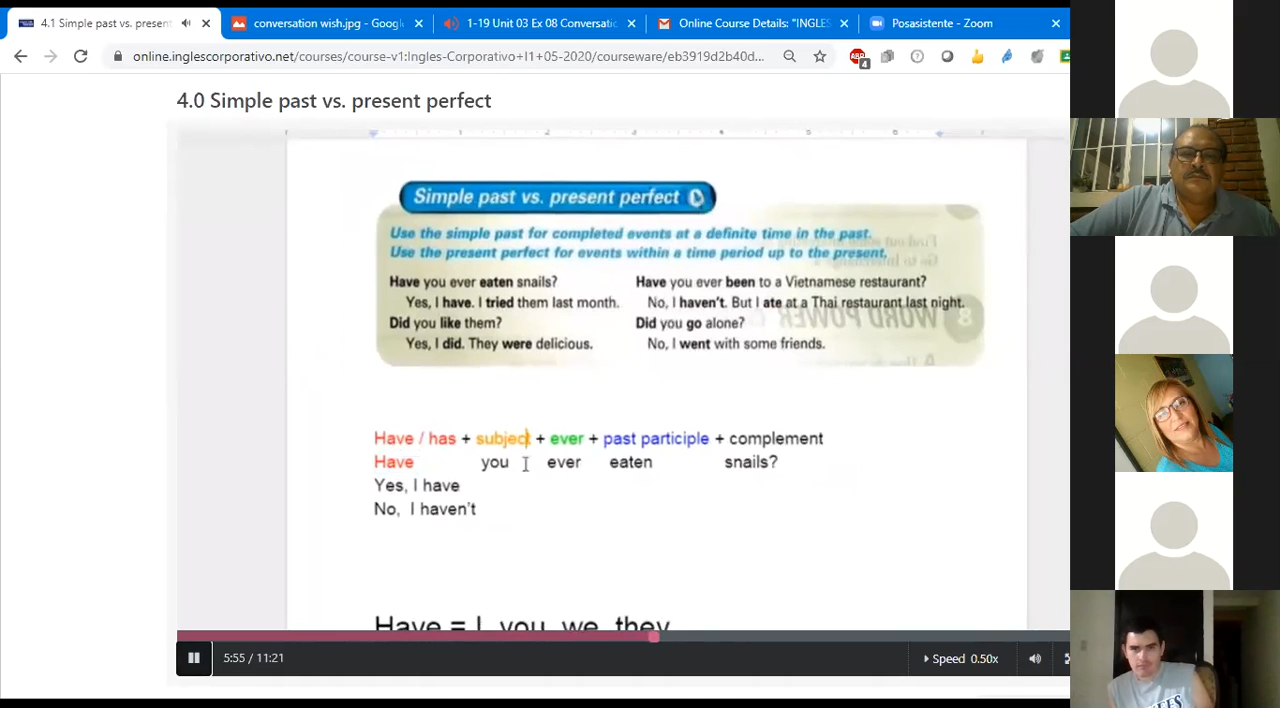 4.1 Simple past vs. present
conversation wish.jpg - Googl
1-19 Unit 03 Ex 08 Conversatic
Online Course Details: "INGLES
Posasistente - Zoom
online.inglescorporativo.net/courses/course-v1:Ingles-Corporativo+I1+05-2020/courseware/eb3919d2b40d...
ABP
4
4.0 Simple past vs. present perfect
Simple past vs. present perfect
Use the simple past for completed events at a definite time in the past.
Use the present perfect for events within a time period up to the present.
Have you ever eaten snails?
Yes, I have. I tried them last month.
Did you like them?
Yes, I did. They were delicious.
Have you ever been to a Vietnamese restaurant?
No, I haven't. But I ate at a Thai restaurant last night.
Did you go alone?
No, I went with some friends.
8 WORD POWER
Have / has + subject + ever + past participle + complement
Have you ever eaten snails?
Yes, I have
No, I haven't
Have = I, you, we, they
5:55 / 11:21
Speed 0.50x